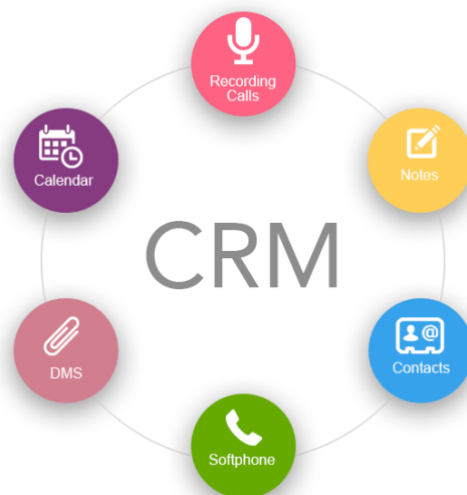 Recording
Calls
Calendar
Notes
CRM
DMS
Contacts
Softphone